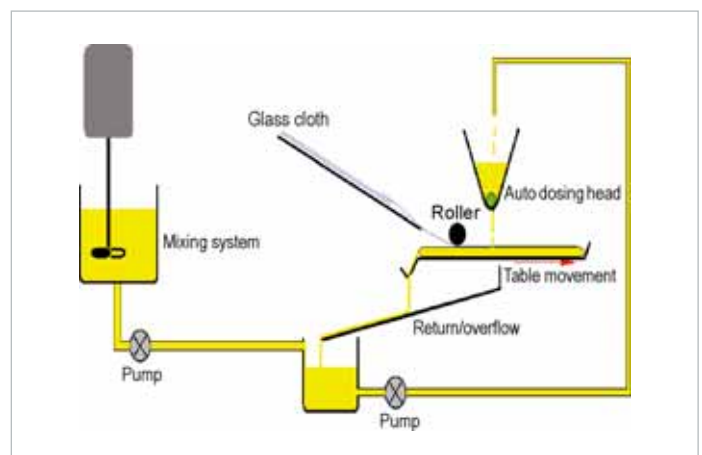 Glass cloth
Auto dosing head
Roller
Mixing system
Table movement
Return/overflow
Pump
Pump